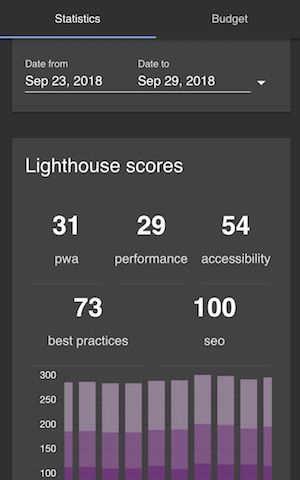 Statistics Budget
Date from Date to
Sep 23, 2018 Sep 29, 2018
Lighthouse scores
31 29 54
pwa performance accessibility
73 100
best practices seo
300
250
200
150
100